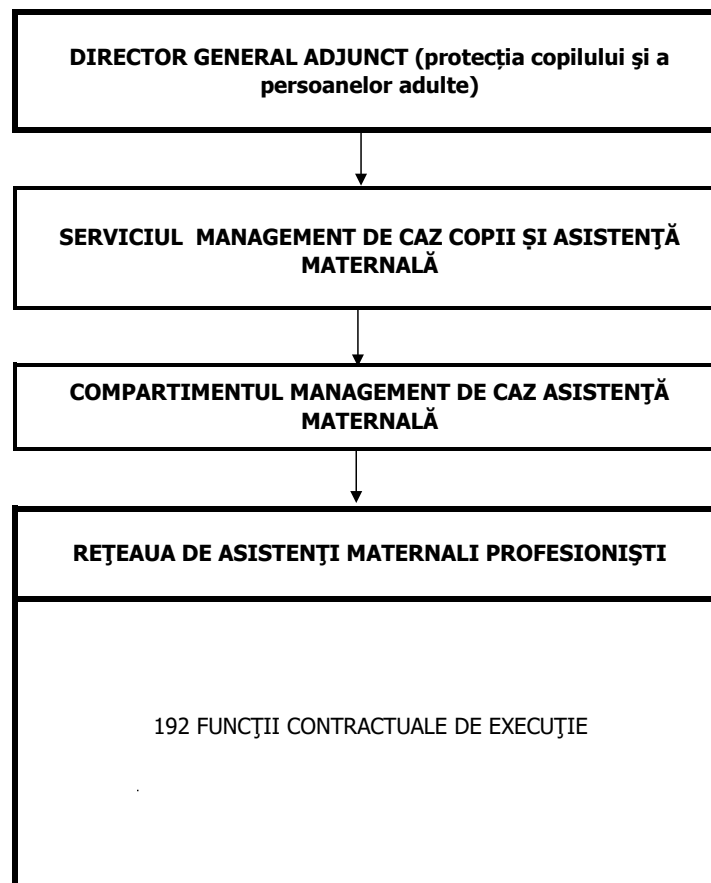 DIRECTOR GENERAL ADJUNCT (protecția copilului şi a
persoanelor adulte)
SERVICIUL MANAGEMENT DE CAZ COPII ȘI ASISTENŢĂ
MATERNALĂ
COMPARTIMENTUL MANAGEMENT DE CAZ ASISTENŢĂ
MATERNALĂ
REŢEAUA DE ASISTENŢI MATERNALI PROFESIONIŞTI
192 FUNCŢII CONTRACTUALE DE EXECUŢIE
.